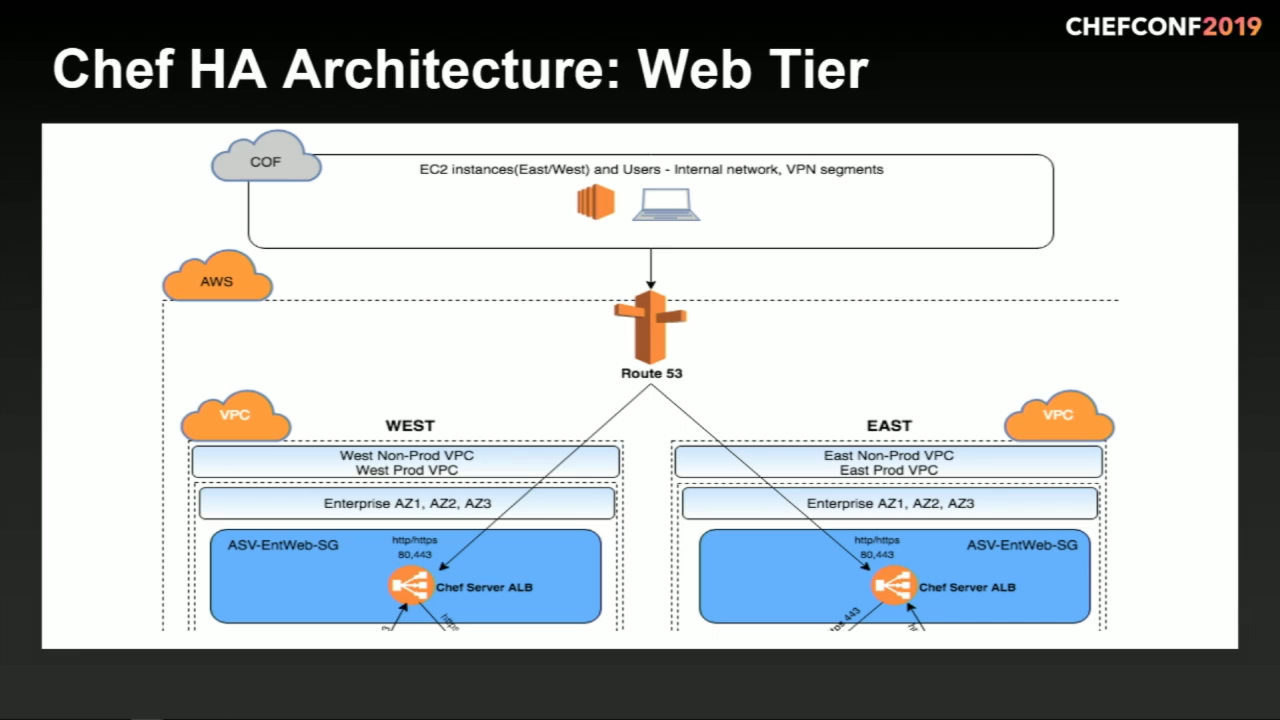 CHEFCONF2019
Chef HA Architecture: Web Tier
COF
EC2 instances(East/West) and Users - Internal network, VPN segments
AWS
Route 53
VPC
VPC
WEST
EAST
West Non-Prod VPC
West Prod VPC
East Non-Prod VPC
East Prod VPC
Enterprise AZ1, AZ2, AZ3
Enterprise AZ1, AZ2, AZ3
ASV-EntWeb-SG
http/https
80,443
Chef Server ALB
http/https
80,443
ASV-EntWeb-SG
Chef Server ALB
443